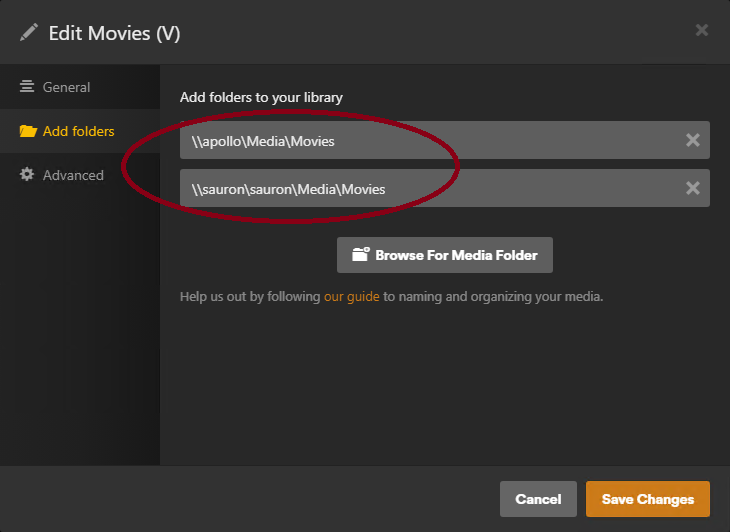 Edit Movies (V)
General
Add folders
Advanced
Add folders to your library
\\apollo\Media\Movies
\\sauron\sauron\Media\Movies
Browse For Media Folder
Help us out by following our guide to naming and organizing your media.
Cancel
Save Changes